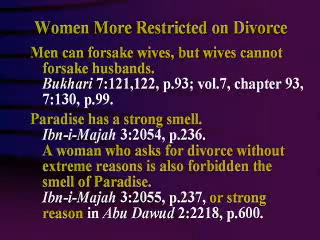 Women More Restricted on Divorce
Men can forsake wives, but wives cannot
forsake husbands.
Bukhari 7:121,122, p.93; vol.7, chapter 93,
7:130, p.99.
Paradise has a strong smell.
Ibn-i-Majah 3:2054, p.236.
A woman who asks for divorce without
extreme reasons is also forbidden the
smell of Paradise.
Ibn-i-Majah 3:2055, p.237, or strong
reason in Abu Dawud 2:2218, p.600.